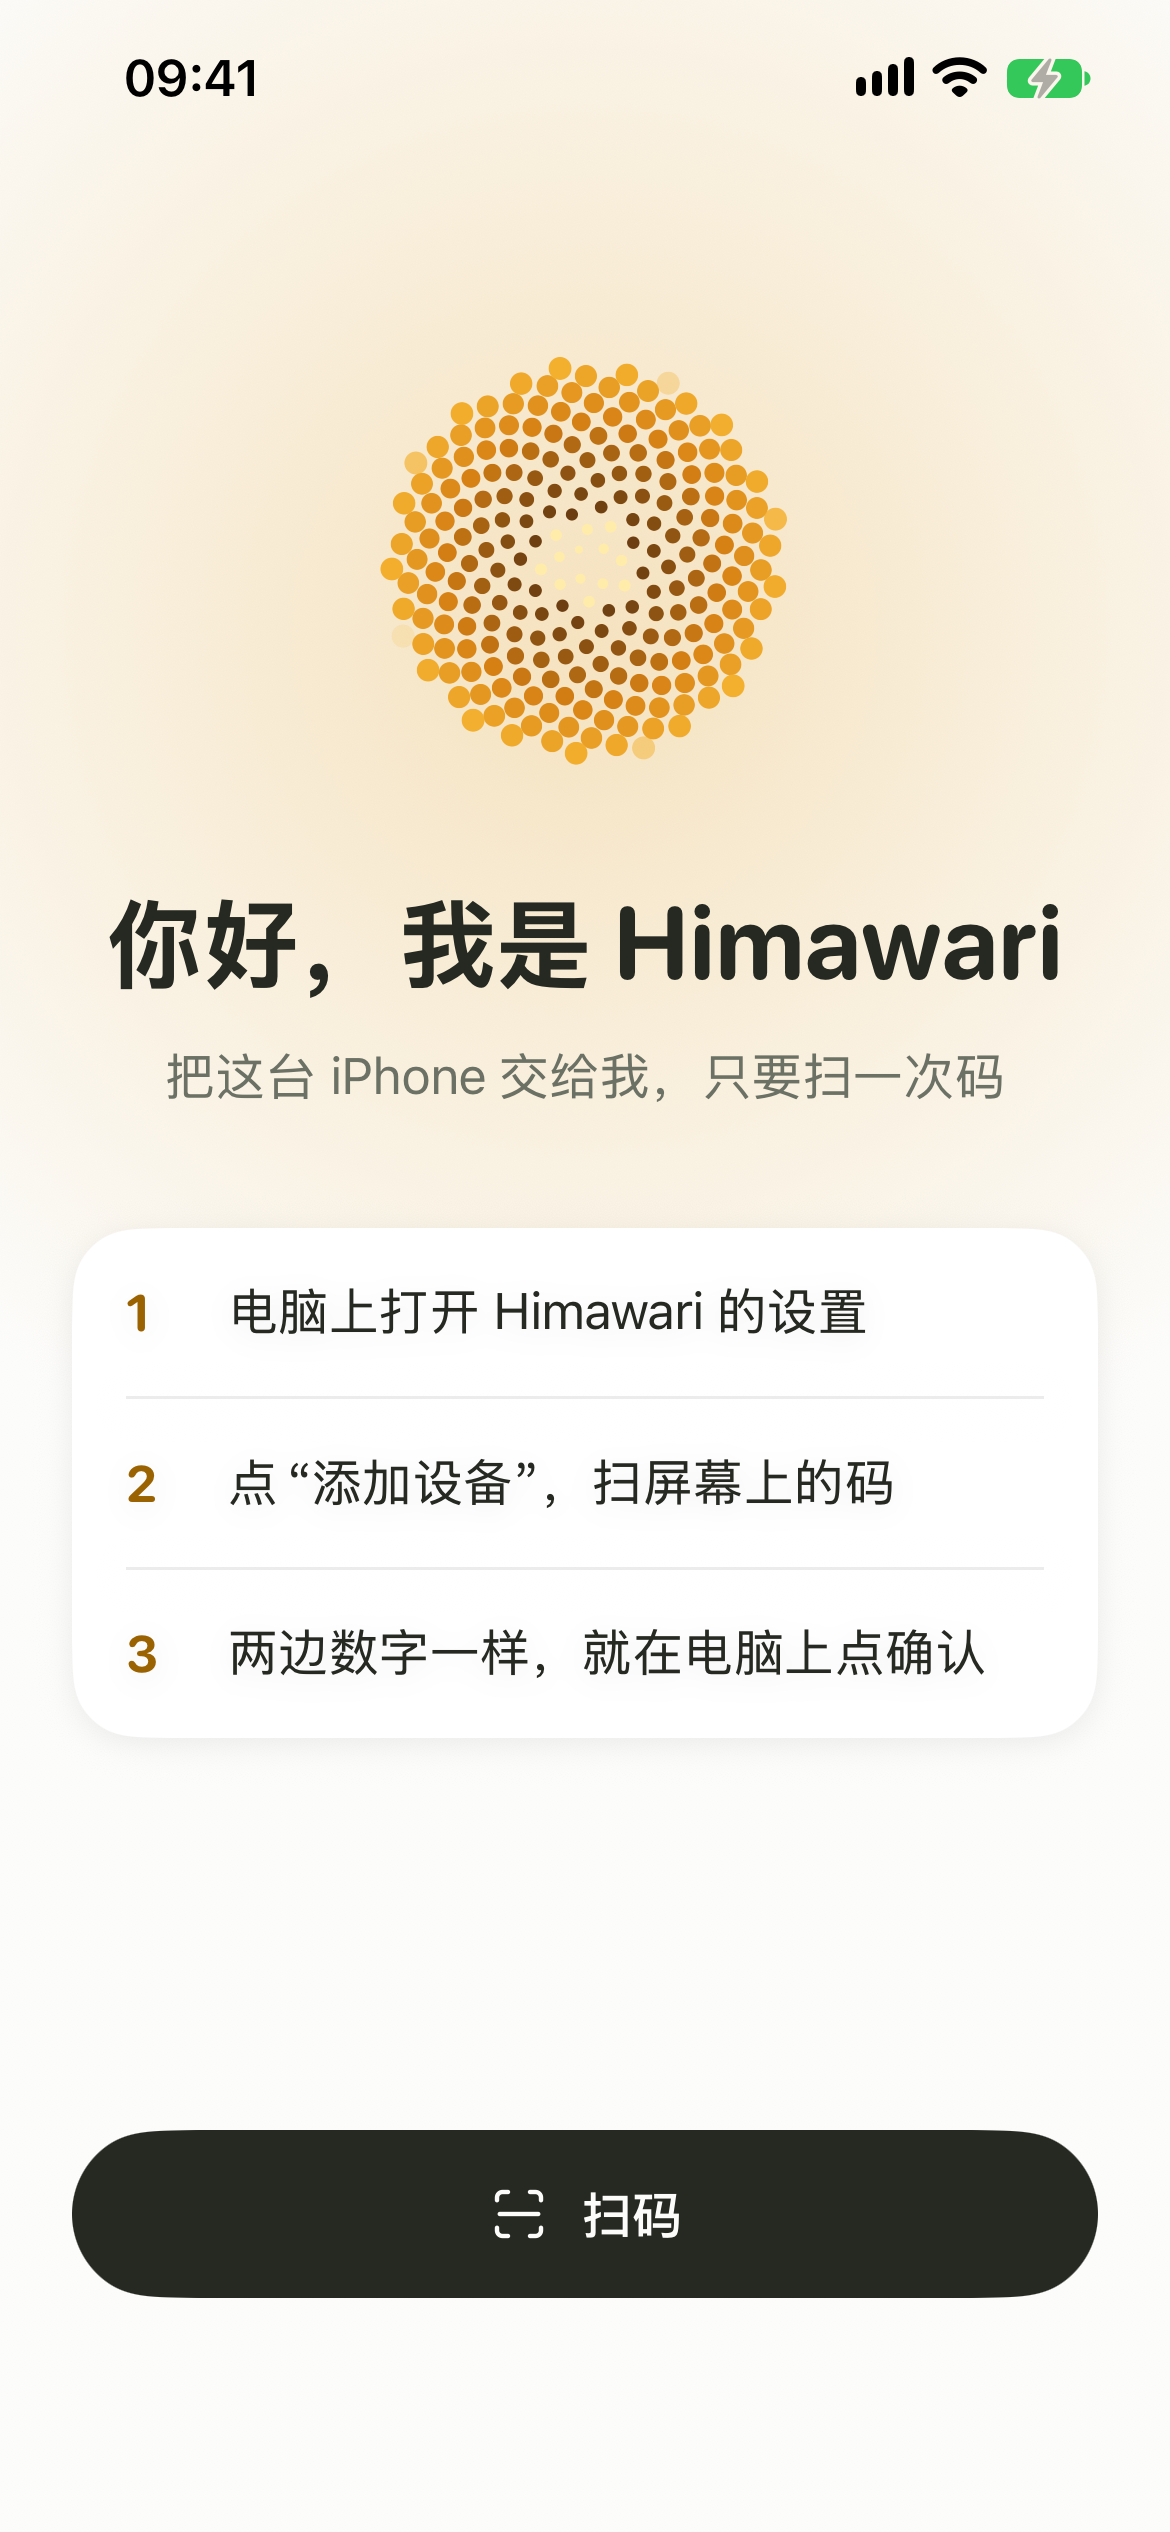 09:41
你好，我是 Himawari
把这台 iPhone 交给我，只要扫一次码
1 电脑上打开 Himawari 的设置
2 点 “添加设备”，扫屏幕上的码
3 两边数字一样，就在电脑上点确认
扫码